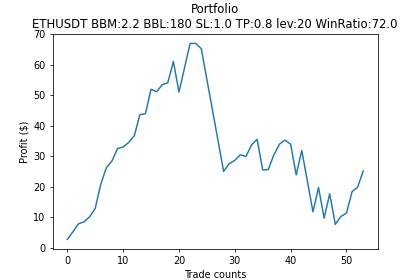 Portfolio
ETHUSDT BBM:2.2 BBL:180 SL:1.0 TP:0.8 lev:20 WinRatio:72.0
70
60
50
40
30
20
10
0
Profit ($)
0 10 20 30 40 50
Trade counts